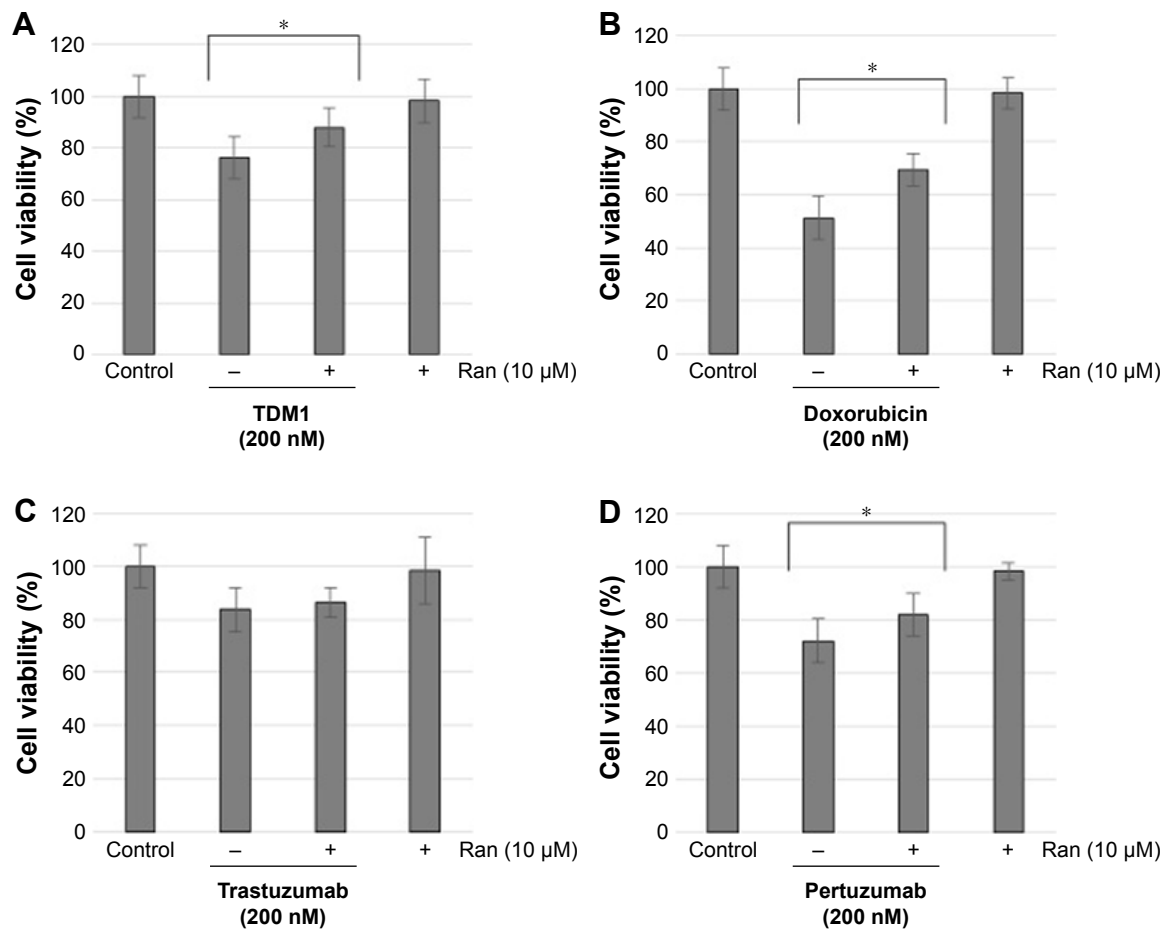 A
Cell viability (%)
120
100
80
60
40
20
0
*
Control
–
+
+
Ran (10 µM)
TDM1
(200 nM)
B
Cell viability (%)
120
100
80
60
40
20
0
*
Control
–
+
+
Ran (10 µM)
Doxorubicin
(200 nM)
C
Cell viability (%)
120
100
80
60
40
20
0
Control
–
+
+
Ran (10 µM)
Trastuzumab
(200 nM)
D
Cell viability (%)
120
100
80
60
40
20
0
*
Control
–
+
+
Ran (10 µM)
Pertuzumab
(200 nM)